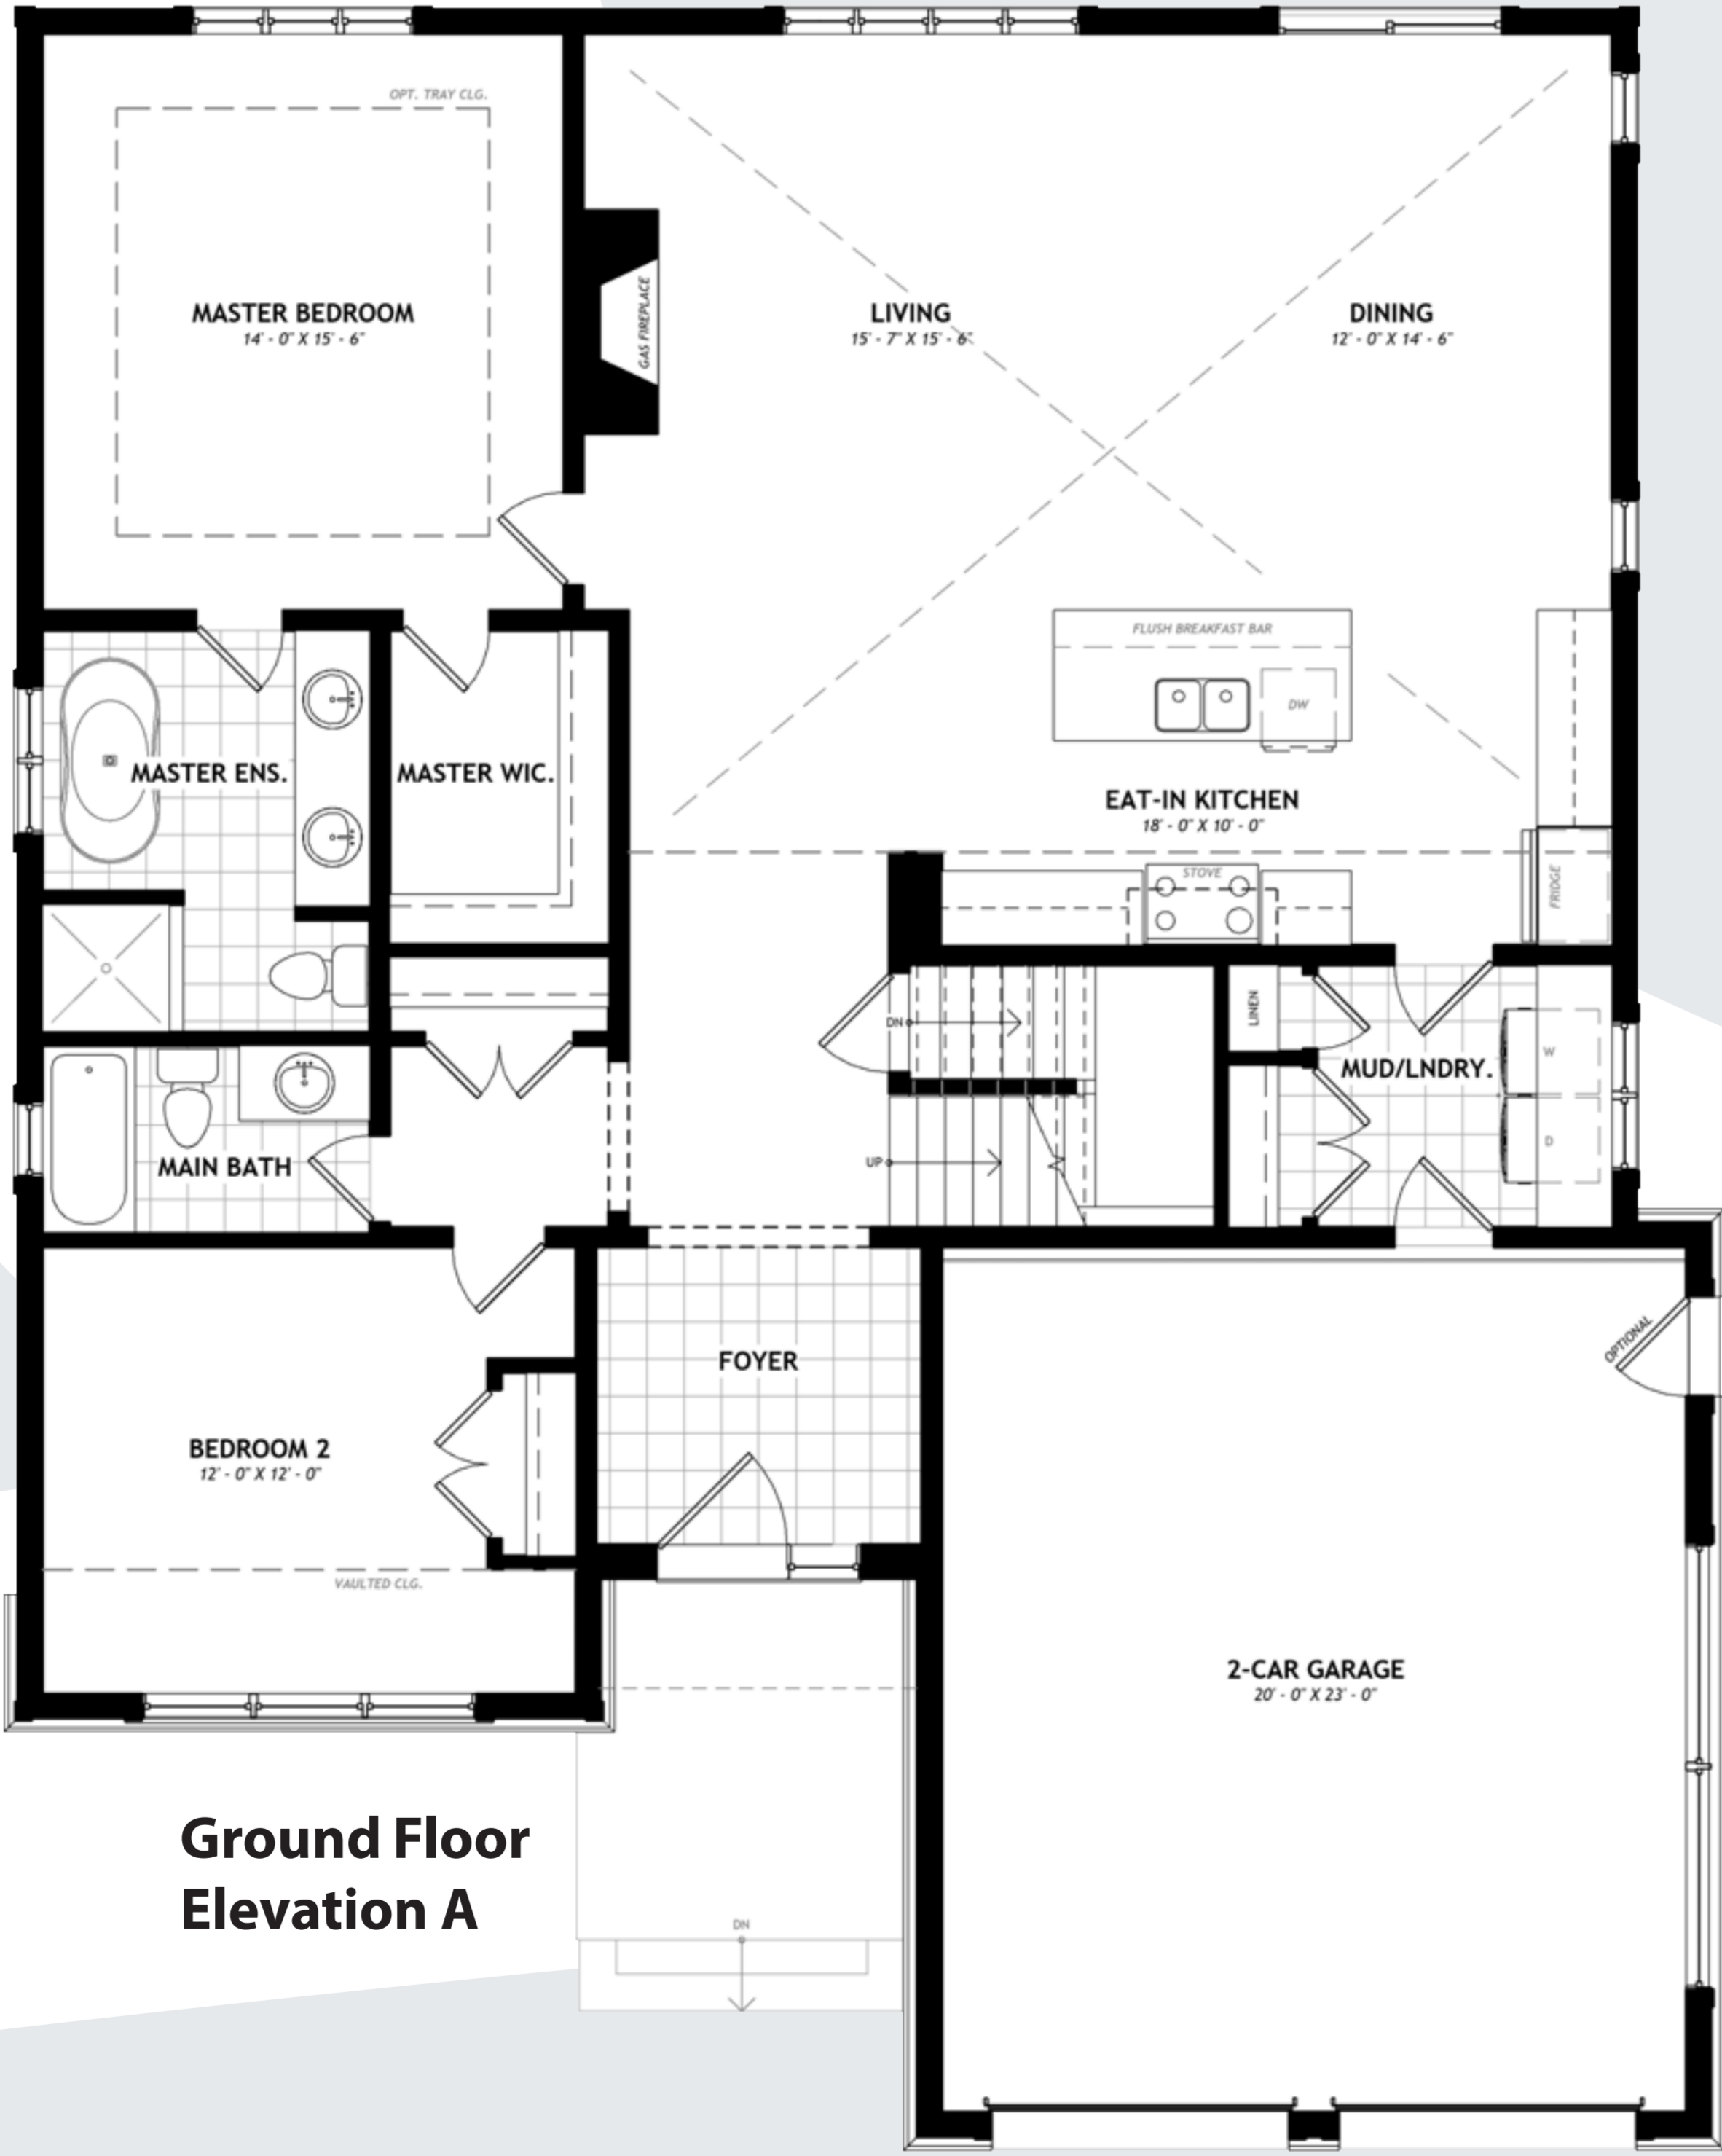 OPT. TRAY CLG.
MASTER BEDROOM
14' - 0" X 15' - 6"
GAS FIREPLACE
LIVING
15' - 7" X 15' - 6"
DINING
12' - 0" X 14' - 6"
FLUSH BREAKFAST BAR
DW
MASTER ENS.
MASTER WIC.
EAT-IN KITCHEN
18' - 0" X 10' - 0"
STOVE
FRIDGE
DN
LINEN
W
MUD/LNDRY.
D
UP
MAIN BATH
FOYER
OPTIONAL
BEDROOM 2
12' - 0" X 12' - 0"
VAULTED CLG.
2-CAR GARAGE
20' - 0" X 23' - 0"
Ground Floor
Elevation A
DN